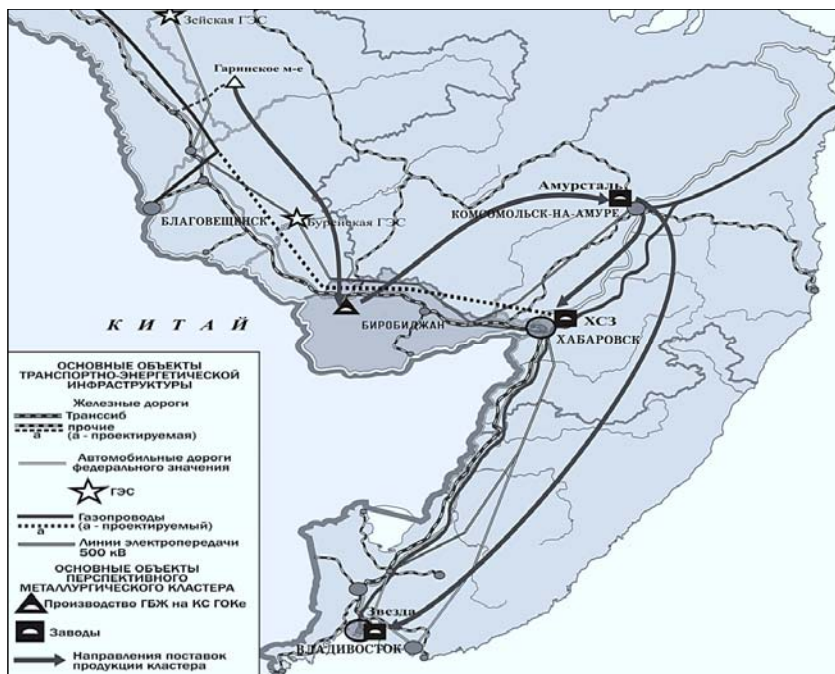 Зейская ГЭС
Гаринское м-е
Амурсталь
КОМСОМОЛЬСК-НА-АМУРЕ
БЛАГОВЕЩЕНСК
Бурейская ГЭС
КИТАЙ
БИРОБИДЖАН
ХСЗ
ХАБАРОВСК
ОСНОВНЫЕ ОБЪЕКТЫ
ТРАНСПОРТНО-ЭНЕРГЕТИЧЕСКОЙ
ИНФРАСТРУКТУРЫ
Железные дороги
Транссиб
прочие
а (а - проектируемая)
Автомобильные дороги
федерального значения
ГЭС
Газопроводы
а (а - проектируемый)
Линии электропередачи
500 кВ
ОСНОВНЫЕ ОБЪЕКТЫ
ПЕРСПЕКТИВНОГО
МЕТАЛЛУРГИЧЕСКОГО КЛАСТЕРА
Производство ГБЖ на КС ГОКе
Заводы
Направления поставок
продукции кластера
Звезда
ВЛАДИВОСТОК